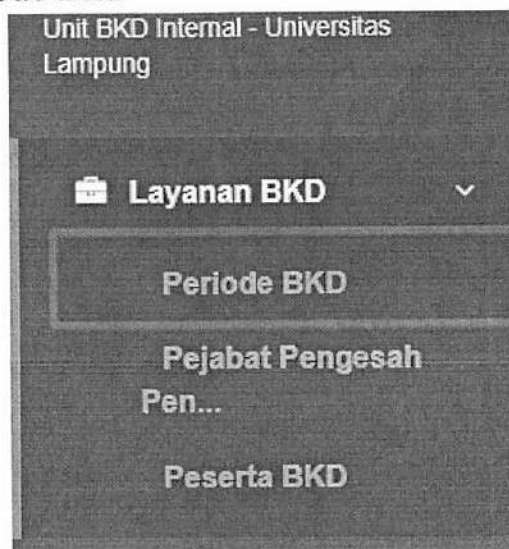 Unit BKD Internal - Universitas
Lampung
Layanan BKD
Periode BKD
Pejabat Pengesah
Pen...
Peserta BKD